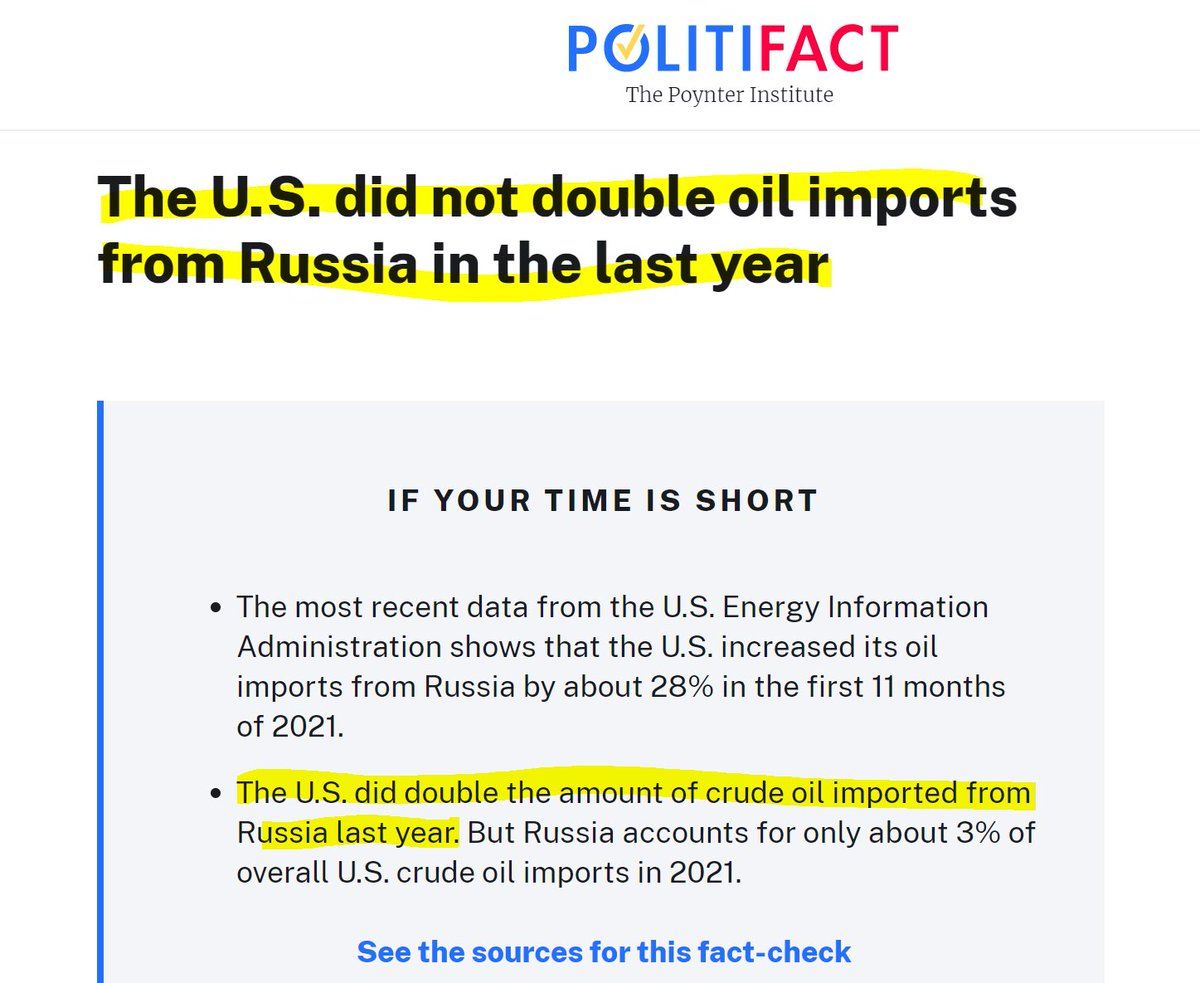 POLITIFACT
The Poynter Institute
The U.S. did not double oil imports
from Russia in the last year
IF YOUR TIME IS SHORT
• The most recent data from the U.S. Energy Information
Administration shows that the U.S. increased its oil
imports from Russia by about 28% in the first 11 months
of 2021.
• The U.S. did double the amount of crude oil imported from
Russia last year. But Russia accounts for only about 3% of
overall U.S. crude oil imports in 2021.
See the sources for this fact-check